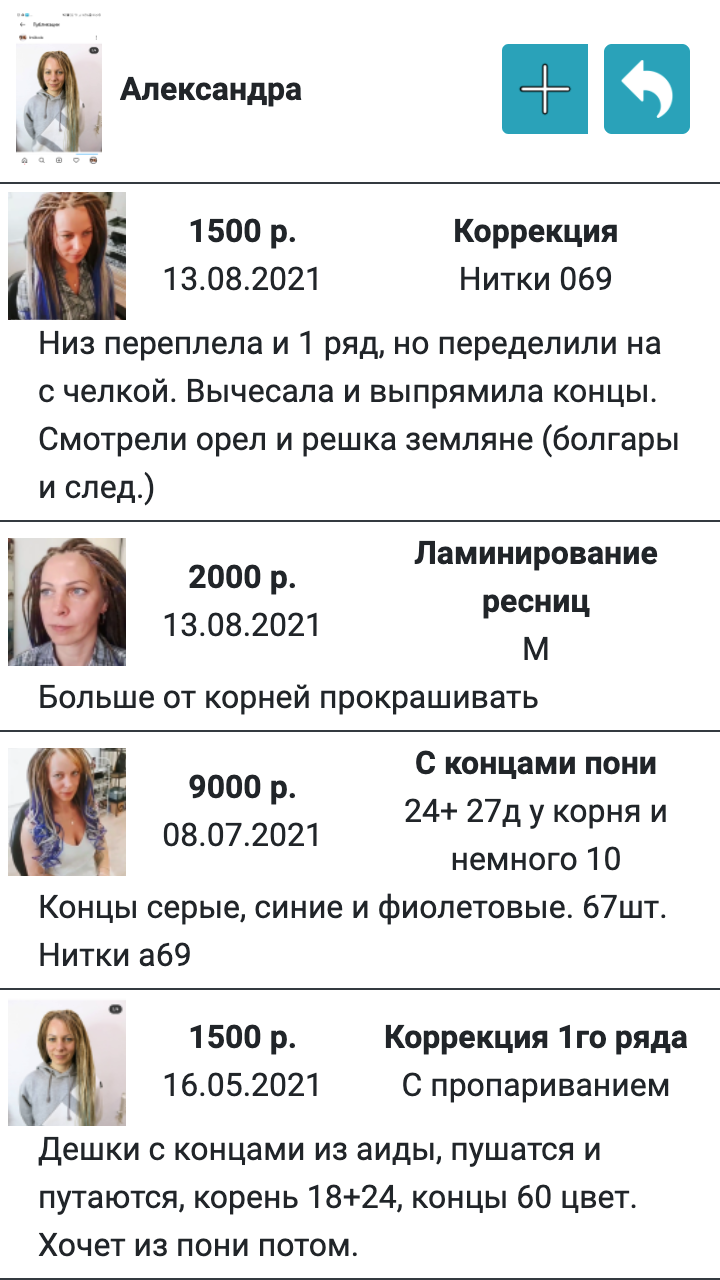 Публикации
Александра
1500 р.
13.08.2021
Коррекция
Нитки 069
Низ переплела и 1 ряд, но переделили на
с челкой. Вычесала и выпрямила концы.
Смотрели орел и решка земляне (болгары
и след.)
2000 р.
13.08.2021
Ламинирование
ресниц
М
Больше от корней прокрашивать
9000 р.
08.07.2021
С концами пони
24+ 27д у корня и
немного 10
Концы серые, синие и фиолетовые. 67шт.
Нитки а69
1500 р.
16.05.2021
Коррекция 1го ряда
С пропариванием
Дешки с концами из аиды, пушатся и
путаются, корень 18+24, концы 60 цвет.
Хочет из пони потом.